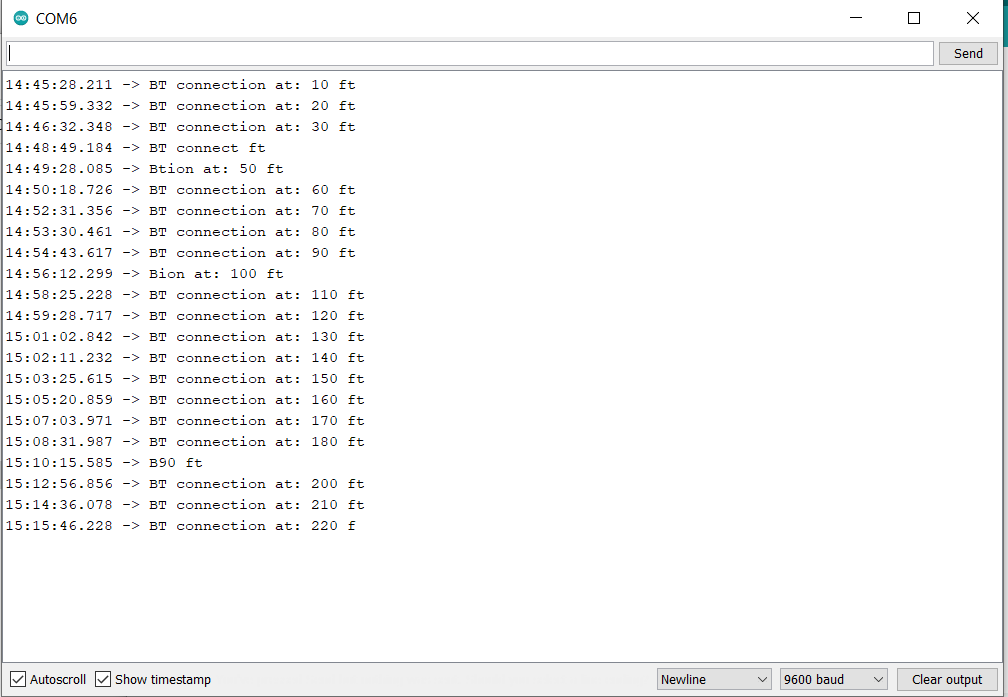 COM6
Send
14:45:28.211 -> BT connection at: 10 ft
14:45:59.332 -> BT connection at: 20 ft
14:46:32.348 -> BT connection at: 30 ft
14:48:49.184 -> BT connect ft
14:49:28.085 -> Btion at: 50 ft
14:50:18.726 -> BT connection at: 60 ft
14:52:31.356 -> BT connection at: 70 ft
14:53:30.461 -> BT connection at: 80 ft
14:54:43.617 -> BT connection at: 90 ft
14:56:12.299 -> Bion at: 100 ft
14:58:25.228 -> BT connection at: 110 ft
14:59:28.717 -> BT connection at: 120 ft
15:01:02.842 -> BT connection at: 130 ft
15:02:11.232 -> BT connection at: 140 ft
15:03:25.615 -> BT connection at: 150 ft
15:05:20.859 -> BT connection at: 160 ft
15:07:03.971 -> BT connection at: 170 ft
15:08:31.987 -> BT connection at: 180 ft
15:10:15.585 -> B90 ft
15:12:56.856 -> BT connection at: 200 ft
15:14:36.078 -> BT connection at: 210 ft
15:15:46.228 -> BT connection at: 220 f
Autoscroll Show timestamp Newline 9600 baud Clear output